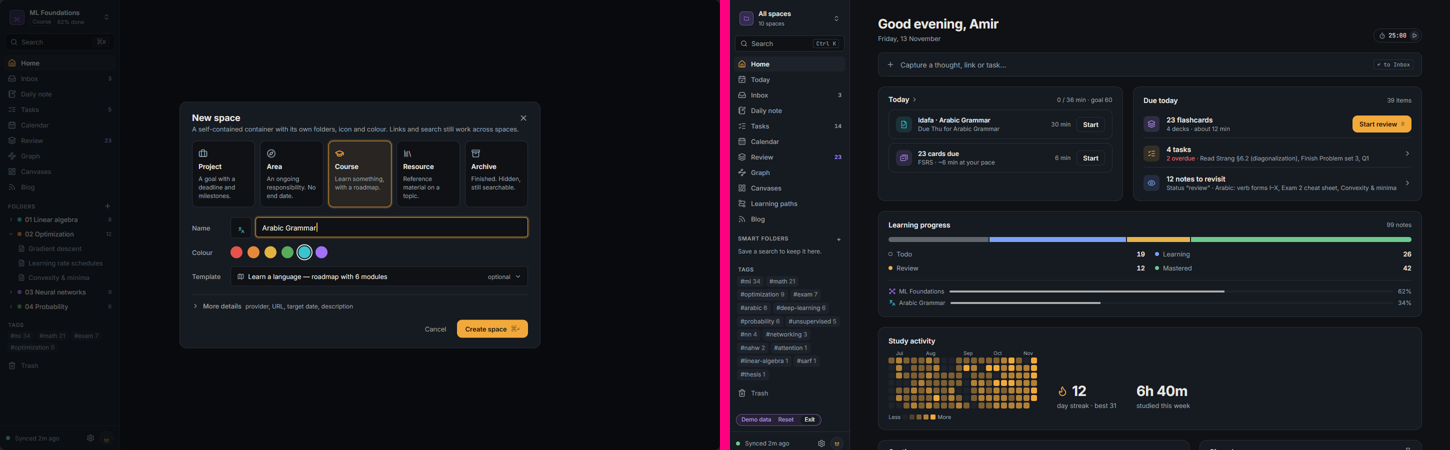 ML Foundations
Course · 62% done
Search ⌘K
Home
Inbox 3
Daily note
Tasks 5
Calendar
Review 23
Graph
Canvases
Blog
FOLDERS +
01 Linear algebra 8
02 Optimization 12
Gradient descent
Learning rate schedules
Convexity & minima
03 Neural networks 9
04 Probability 6
TAGS
#ml 34 #math 21 #exam 7
#optimization 9
Trash
Synced 2m ago
New space
A self-contained container with its own folders, icon and colour. Links and search still work across spaces.
Project
A goal with a deadline and milestones.
Area
An ongoing responsibility. No end date.
Course
Learn something, with a roadmap.
Resource
Reference material on a topic.
Archive
Finished. Hidden, still searchable.
Name Arabic Grammar
Colour
Template Learn a language — roadmap with 6 modules optional
More details provider, URL, target date, description
Cancel Create space
All spaces
10 spaces
Search Ctrl K
Home
Today
Inbox 3
Daily note
Tasks 14
Calendar
Review 23
Graph
Canvases
Learning paths
Blog
SMART FOLDERS +
Save a search to keep it here.
TAGS
#ml 34 #math 21
#optimization 9 #exam 7
#arabic 6 #deep-learning 6
#probability 6 #unsupervised 5
#nn 4 #networking 3
#nahw 2 #attention 1
#linear-algebra 1 #sarf 1
#thesis 1
Trash
Demo data Reset Exit
Synced 2m ago
Good evening, Amir
Friday, 13 November
25:00
+ Capture a thought, link or task...
↵ to Inbox
Today 0 / 36 min · goal 60
Idafa · Arabic Grammar
Due Thu for Arabic Grammar
30 min Start
23 cards due
FSRS · ~6 min at your pace
6 min Start
Due today 39 items
23 flashcards
4 decks · about 12 min
Start review
4 tasks
2 overdue · Read Strang §6.2 (diagonalization), Finish Problem set 3, Q1
12 notes to revisit
Status "review" · Arabic: verb forms I–X, Exam 2 cheat sheet, Convexity & minima
Learning progress 99 notes
Todo 19
Learning 26
Review 12
Mastered 42
ML Foundations 62%
Arabic Grammar 34%
Study activity
Jul Aug Sep Oct Nov
Less More
12
day streak · best 31
6h 40m
studied this week